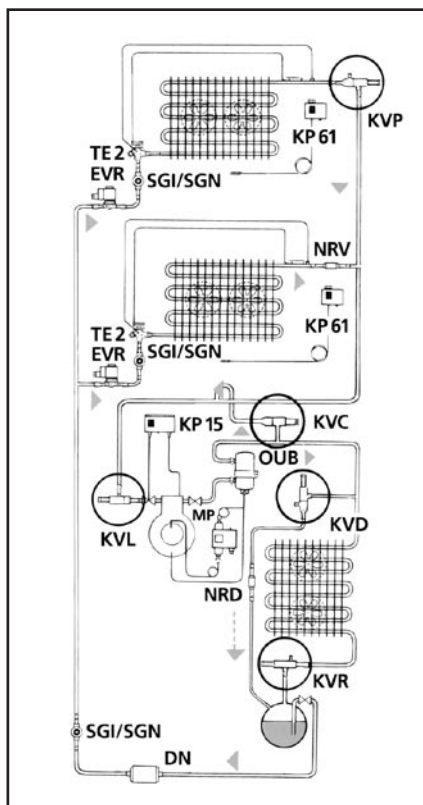 KP 61
KVP
TE 2
EVR
SGI/SGN
NRV
KP 61
TE 2
EVR
SGI/SGN
KP 15
KVC
OUB
KVL
MP
KVD
NRD
KVR
SGI/SGN
DN